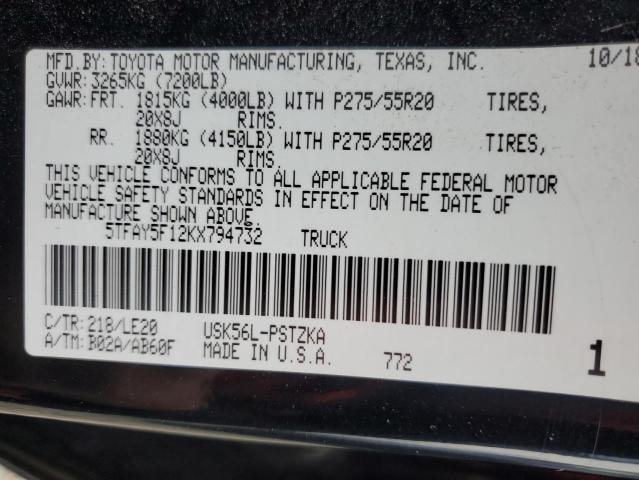 MFD.BY: TOYOTA MOTOR MANUFACTURING, TEXAS, INC. 10/18
GVWR: 3265KG (7200LB)
GAWR: FRT. 1815KG (4000LB) WITH P275/55R20 TIRES,
20X8J RIMS.
RR. 1880KG (4150LB) WITH P275/55R20 TIRES,
20X8J RIMS.
THIS VEHICLE CONFORMS TO ALL APPLICABLE FEDERAL MOTOR
VEHICLE SAFETY STANDARDS IN EFFECT ON THE DATE OF
MANUFACTURE SHOWN ABOVE.
5TFAY5F12KX794732 TRUCK
C/TR: 218/LE20 USK56L-PSTZKA
A/TM: B02A/AB60F MADE IN U.S.A. 772 1